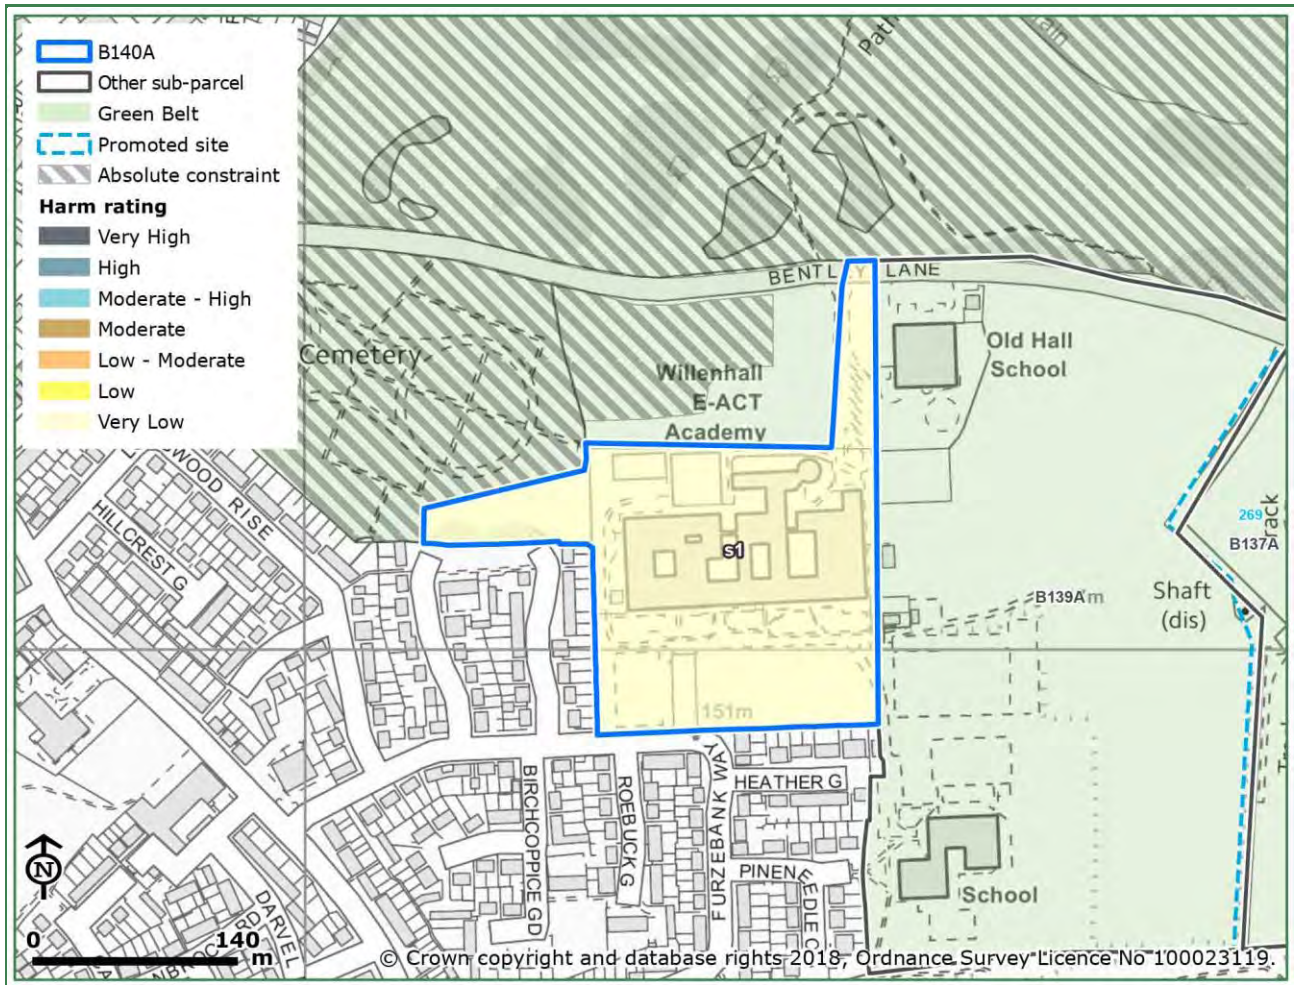 B140A
Other sub-parcel
Green Belt
Promoted site
Absolute constraint
Harm rating
Very High
High
Moderate - High
Moderate
Low - Moderate
Low
Very Low
Path
BENTLEY LANE
Old Hall
School
Cemetery
Willenhall
E-ACT
Academy
WOOD RISE
HILLCREST G
s1
269
Track
B137A
B139A
m
Shaft
(dis)
151m
BIRCHCOPPICE GD
ROEBUCK G
FURZEBANK WAY
HEATHER G
PINENEEDLE C
School
DARVEL
N
0
140
m
© Crown copyright and database rights 2018, Ordnance Survey Licence No 100023119.